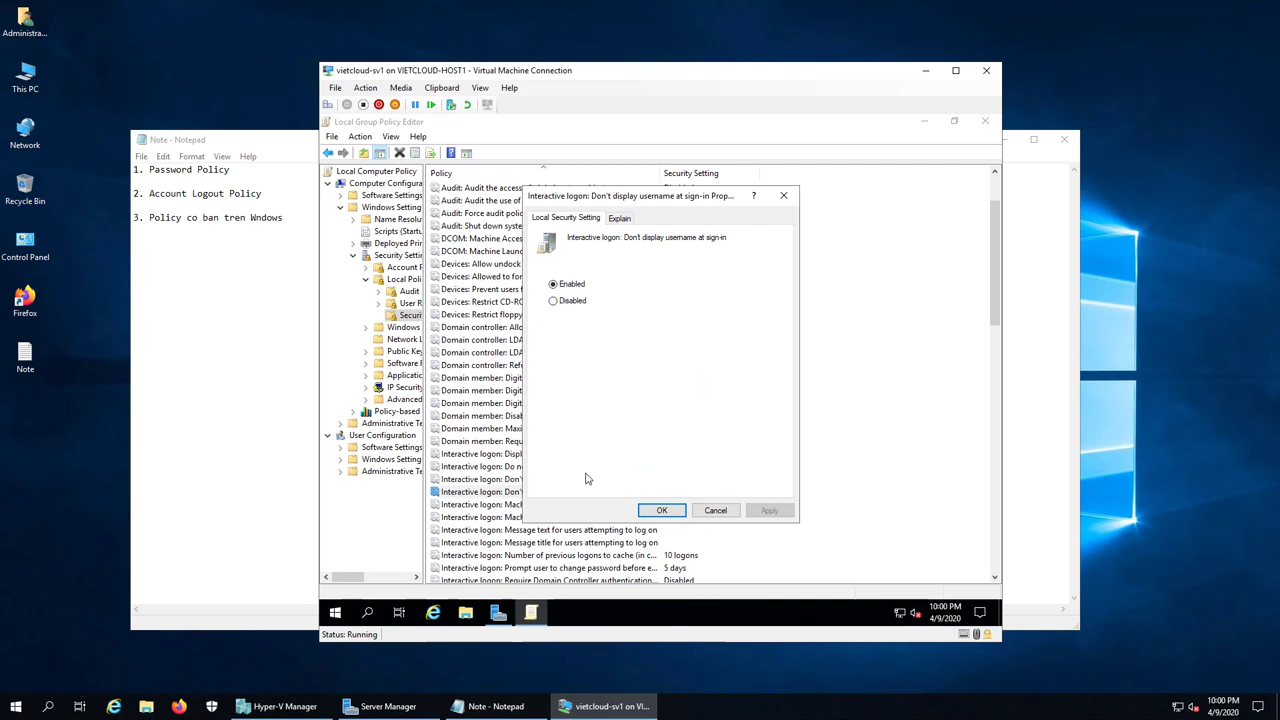 Administra...
This PC
Network
Recycle Bin
Control Panel
Firefox
Note
Note - Notepad
File Edit Format View Help
1. Password Policy
2. Account Logout Policy
3. Policy co ban tren Wndows
vietcloud-sv1 on VIETCLOUD-HOST1 - Virtual Machine Connection
File Action Media Clipboard View Help
Local Group Policy Editor
File Action View Help
Local Computer Policy
Computer Configura
Software Settings
Windows Setting
Name Resolu
Scripts (Startu
Deployed Prin
Security Setti
Account P
Local Poli
Audit
User R
Securi
Windows
Network L
Public Key
Software R
Applicatio
IP Security
Advanced
Policy-based
Administrative Te
User Configuration
Software Settings
Windows Setting
Administrative Te
Policy Security Setting
Audit: Audit the acces
Audit: Audit the use o
Audit: Force audit polic
Audit: Shut down syste
DCOM: Machine Acces
DCOM: Machine Launc
Devices: Allow undock
Devices: Allowed to for
Devices: Prevent users f
Devices: Restrict CD-RO
Devices: Restrict floppy
Domain controller: Allo
Domain controller: LDA
Domain controller: LDA
Domain controller: Refu
Domain member: Digit
Domain member: Digit
Domain member: Digit
Domain member: Disa
Domain member: Maxi
Domain member: Requ
Interactive logon: Displ
Interactive logon: Do n
Interactive logon: Don'
Interactive logon: Don'
Interactive logon: Mach
Interactive logon: Mach
Interactive logon: Message text for users attempting to log on
Interactive logon: Message title for users attempting to log on
Interactive logon: Number of previous logons to cache (in c... 10 logons
Interactive logon: Prompt user to change password before e... 5 days
Interactive logon: Require Domain Controller authentication... Disabled
Interactive logon: Don't display username at sign-in Prop... ?
Local Security Setting Explain
Interactive logon: Don't display username at sign-in
Enabled
Disabled
OK Cancel Apply
10:00 PM
4/9/2020
Status: Running
Hyper-V Manager Server Manager Note - Notepad vietcloud-sv1 on VI...
10:00 PM
4/9/2020